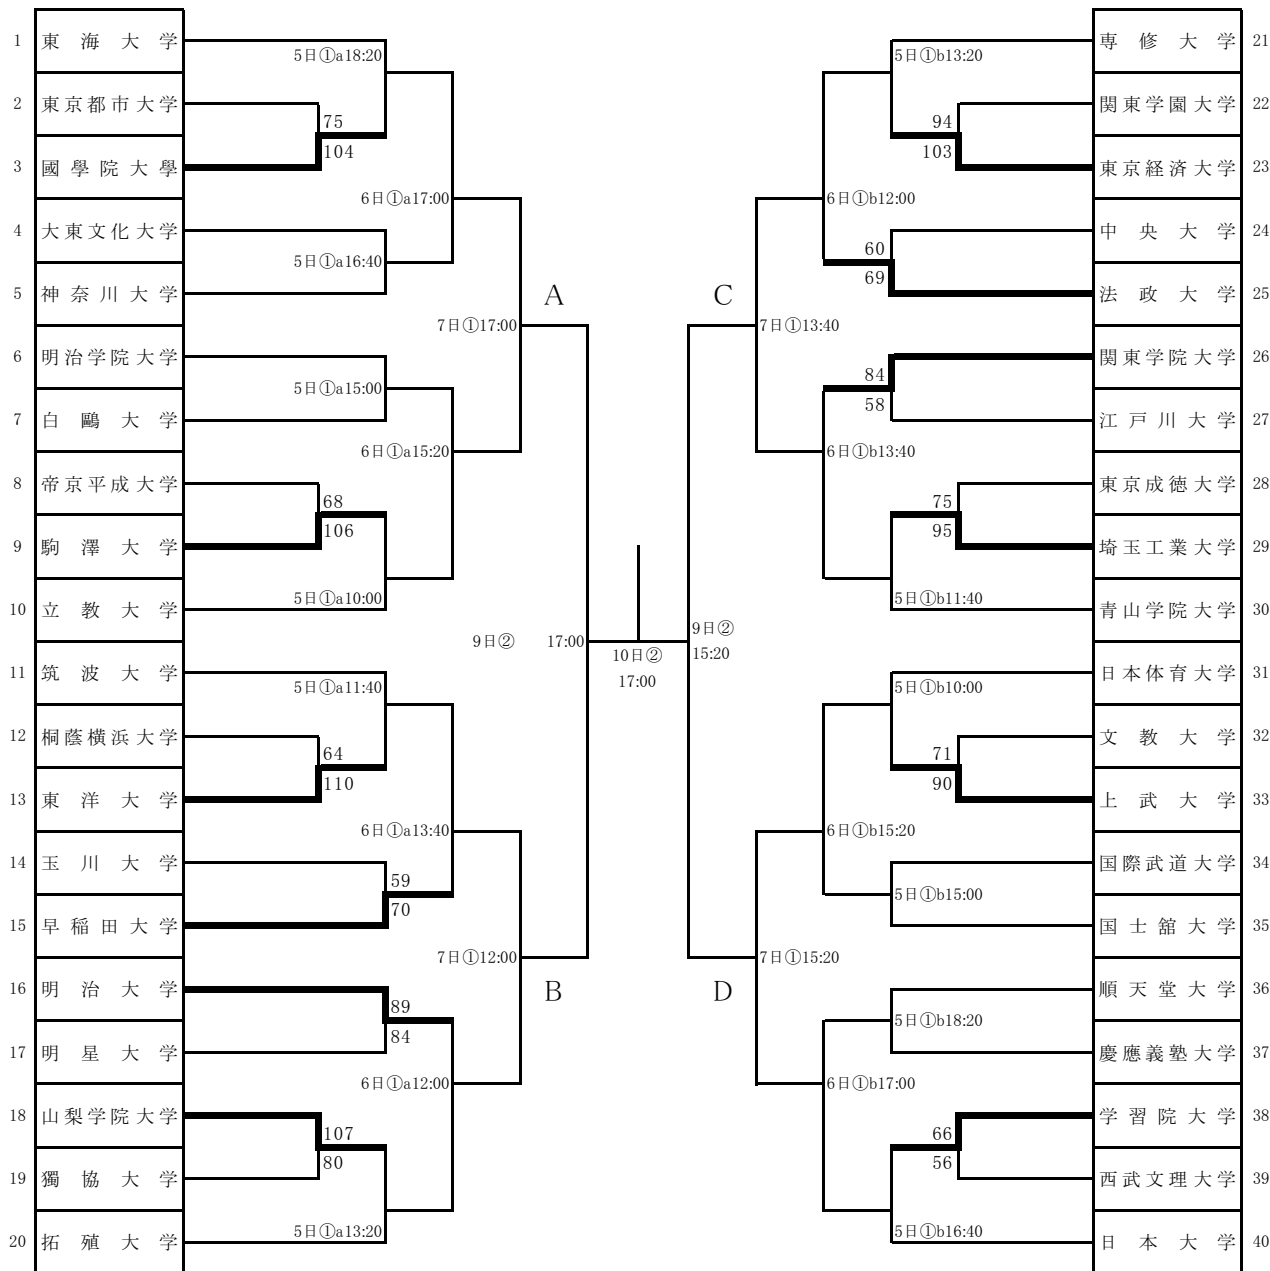 1 東海大学
5日①a18:20
2 東京都市大学
75
104
3 國學院大學
6日①a17:00
4 大東文化大学
5日①a16:40
5 神奈川大学
A
7日①17:00
6 明治学院大学
5日①a15:00
7 白鷗大学
6日①a15:20
8 帝京平成大学
68
106
9 駒澤大学
5日①a10:00
10 立教大学
9日② 17:00
11 筑波大学
5日①a11:40
12 桐蔭横浜大学
64
110
13 東洋大学
6日①a13:40
14 玉川大学
59
70
15 早稲田大学
7日①12:00
B
16 明治大学
89
84
17 明星大学
6日①a12:00
18 山梨学院大学
107
80
19 獨協大学
5日①a13:20
20 拓殖大学
10日②
17:00
専修大学 21
5日①b13:20
関東学園大学 22
94
103
東京経済大学 23
6日①b12:00
中央大学 24
60
69
法政大学 25
C
7日①13:40
関東学院大学 26
84
58
江戸川大学 27
6日①b13:40
東京成徳大学 28
75
95
埼玉工業大学 29
5日①b11:40
青山学院大学 30
9日②
15:20
日本体育大学 31
5日①b10:00
文教大学 32
71
90
上武大学 33
6日①b15:20
国際武道大学 34
5日①b15:00
国士舘大学 35
7日①15:20
D
順天堂大学 36
5日①b18:20
慶應義塾大学 37
6日①b17:00
学習院大学 38
66
56
西武文理大学 39
5日①b16:40
日本大学 40